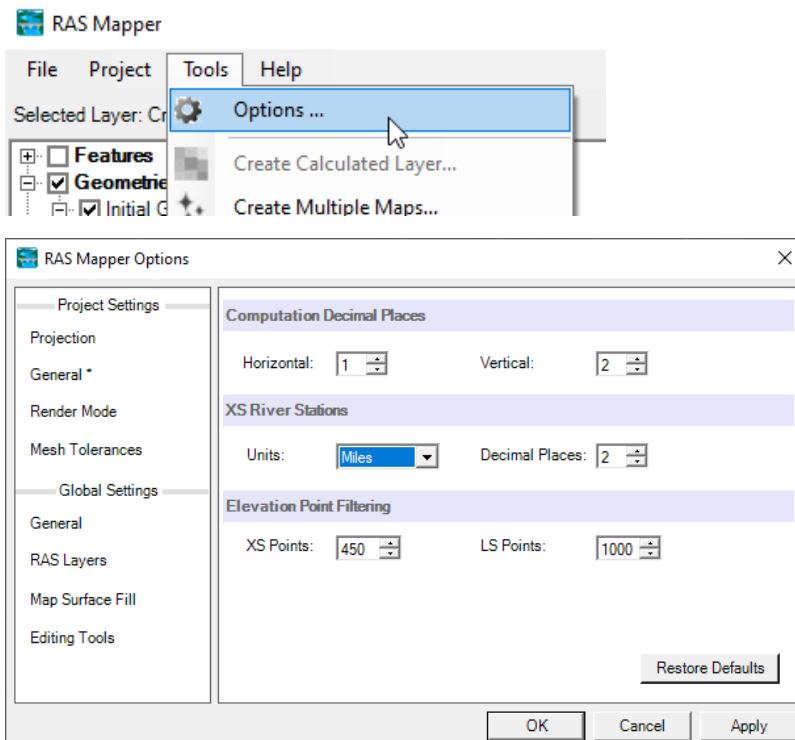 RAS Mapper
File Project Tools Help
Selected Layer: Cr
Options ...
Features
Create Calculated Layer...
Geometrie
Initial G
Create Multiple Maps...
RAS Mapper Options
Project Settings
Projection
General *
Render Mode
Mesh Tolerances
Global Settings
General
RAS Layers
Map Surface Fill
Editing Tools
Computation Decimal Places
Horizontal: 1 Vertical: 2
XS River Stations
Units: Miles Decimal Places: 2
Elevation Point Filtering
XS Points: 450 LS Points: 1000
Restore Defaults
OK Cancel Apply